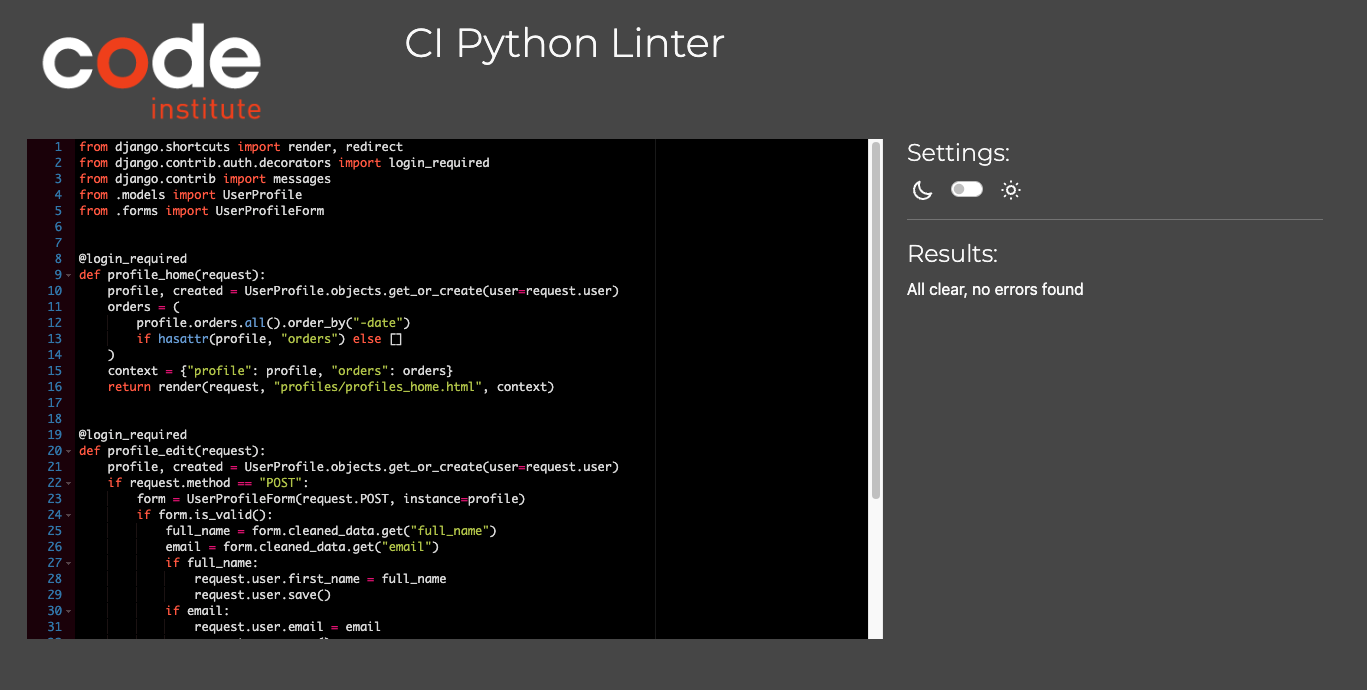 code
institute
CI Python Linter
1 from django.shortcuts import render, redirect
2 from django.contrib.auth.decorators import login_required
3 from django.contrib import messages
4 from .models import UserProfile
5 from .forms import UserProfileForm
6
7
8 @login_required
9 def profile_home(request):
10     profile, created = UserProfile.objects.get_or_create(user=request.user)
11     orders = (
12         profile.orders.all().order_by("-date")
13         if hasattr(profile, "orders") else []
14     )
15     context = {"profile": profile, "orders": orders}
16     return render(request, "profiles/profiles_home.html", context)
17
18
19 @login_required
20 def profile_edit(request):
21     profile, created = UserProfile.objects.get_or_create(user=request.user)
22     if request.method == "POST":
23         form = UserProfileForm(request.POST, instance=profile)
24         if form.is_valid():
25             full_name = form.cleaned_data.get("full_name")
26             email = form.cleaned_data.get("email")
27             if full_name:
28                 request.user.first_name = full_name
29                 request.user.save()
30             if email:
31                 request.user.email = email
Settings:
Results:
All clear, no errors found